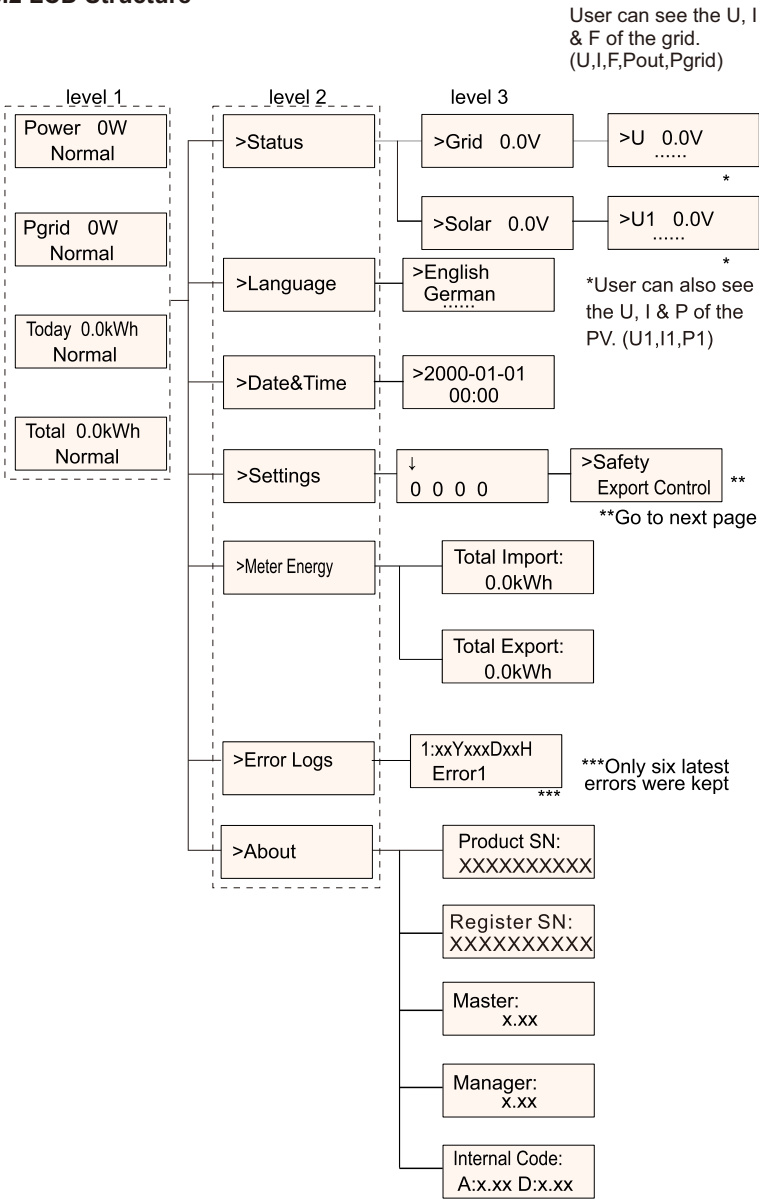 LCD Structure
User can see the U, I
& F of the grid.
(U,I,F,Pout,Pgrid)
level 1
level 2
level 3
Power 0W
Normal
Pgrid 0W
Normal
Today 0.0kWh
Normal
Total 0.0kWh
Normal
>Status
>Grid 0.0V
>U 0.0V
......
*
>Solar 0.0V
>U1 0.0V
......
*
*User can also see
the U, I & P of the
PV. (U1,I1,P1)
>Language
>English
German
......
>Date&Time
>2000-01-01
00:00
>Settings
↓
0 0 0 0
>Safety
Export Control
**
**Go to next page
>Meter Energy
Total Import:
0.0kWh
Total Export:
0.0kWh
>Error Logs
1:xxYxxxDxxH
Error1
***
***Only six latest
errors were kept
>About
Product SN:
XXXXXXXXXX
Register SN:
XXXXXXXXXX
Master:
x.xx
Manager:
x.xx
Internal Code:
A:x.xx D:x.xx